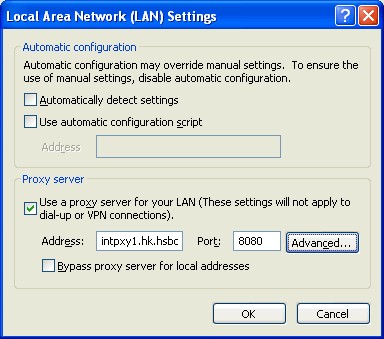 Local Area Network (LAN) Settings
Automatic configuration
Automatic configuration may override manual settings. To ensure the
use of manual settings, disable automatic configuration.
Automatically detect settings
Use automatic configuration script
Address
Proxy server
Use a proxy server for your LAN (These settings will not apply to
dial-up or VPN connections).
Address: intpxy1.hk.hsbc Port: 8080 Advanced...
Bypass proxy server for local addresses
OK Cancel